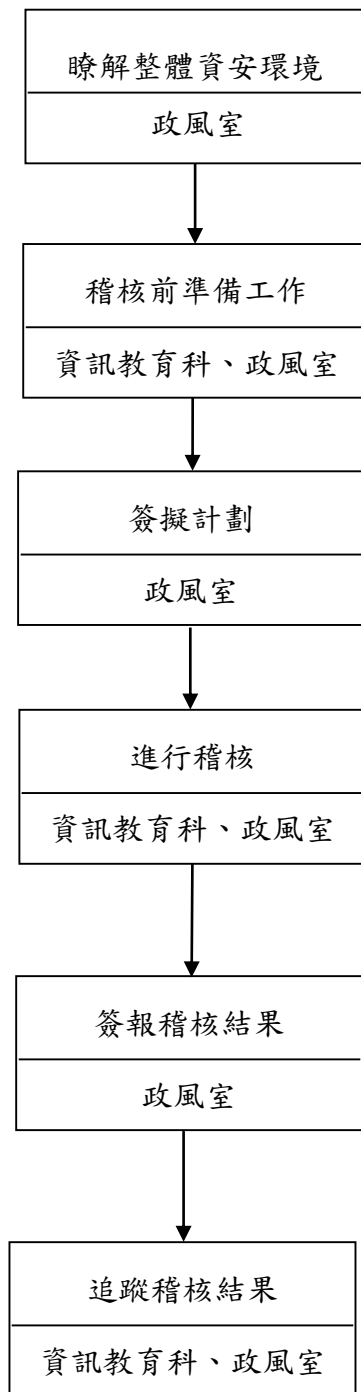 瞭解整體資安環境
政風室
稽核前準備工作
資訊教育科、政風室
簽擬計劃
政風室
進行稽核
資訊教育科、政風室
簽報稽核結果
政風室
追蹤稽核結果
資訊教育科、政風室